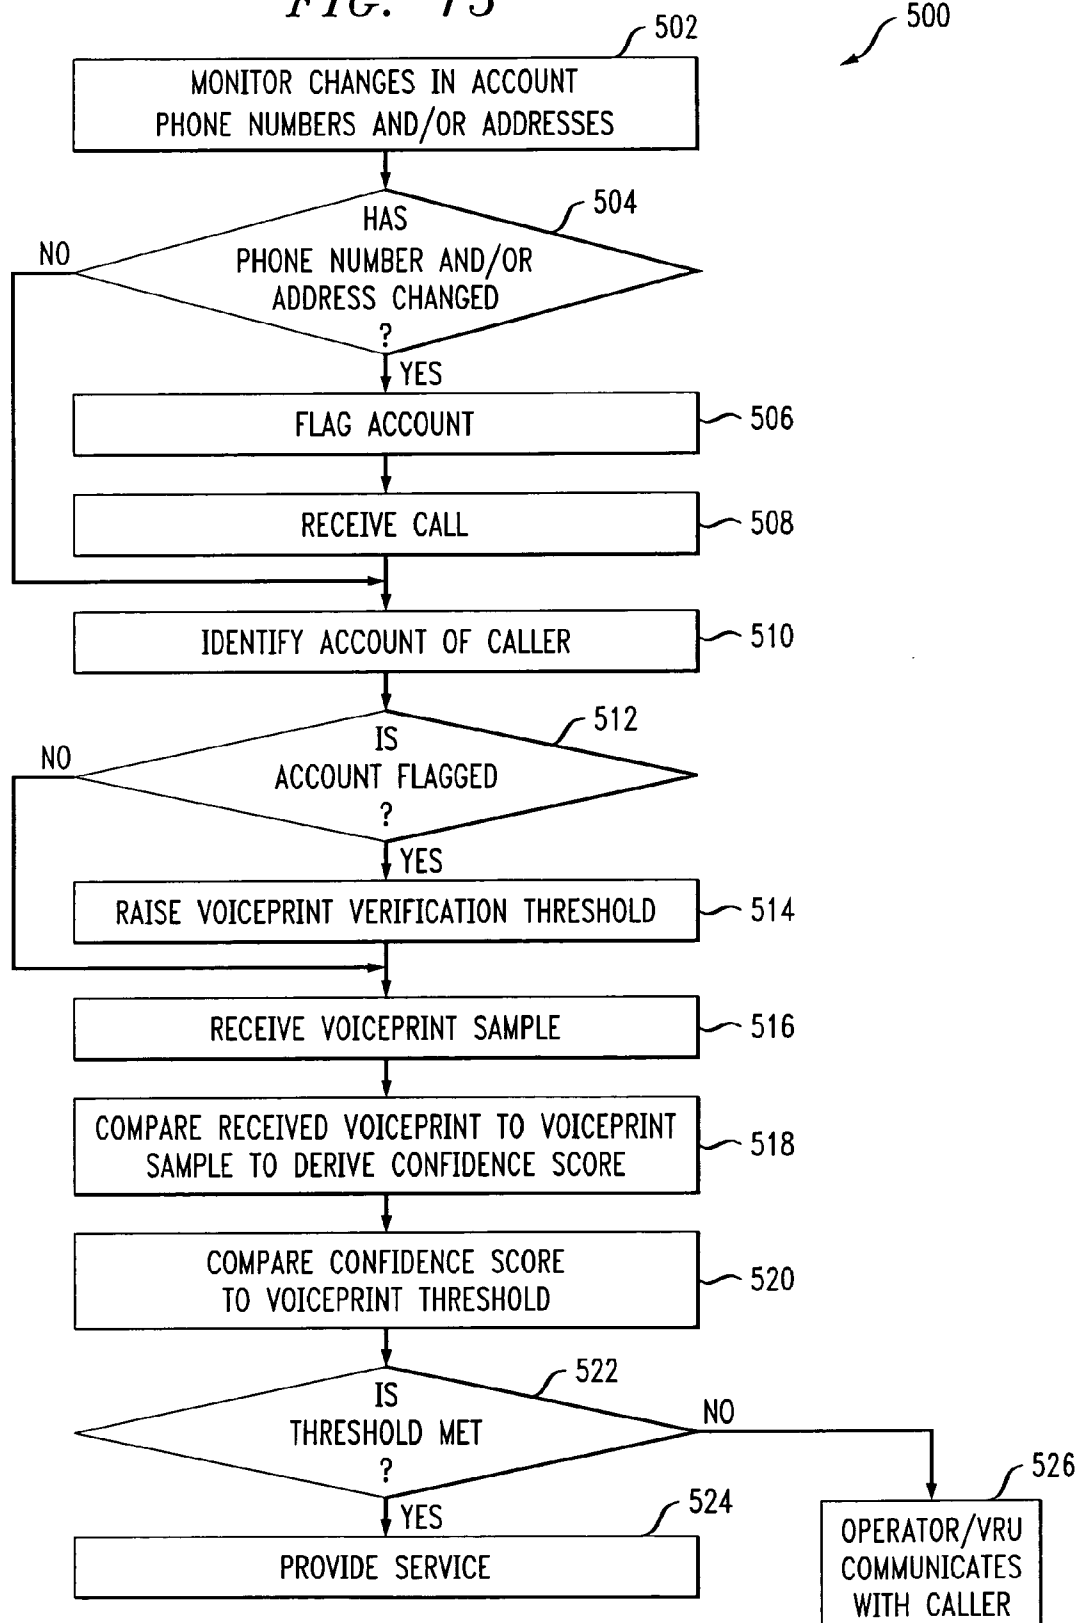 FIG. 13
500
502
MONITOR CHANGES IN ACCOUNT
PHONE NUMBERS AND/OR ADDRESSES
504
HAS
PHONE NUMBER AND/OR
ADDRESS CHANGED
?
NO
YES
FLAG ACCOUNT
506
RECEIVE CALL
508
IDENTIFY ACCOUNT OF CALLER
510
512
IS
ACCOUNT FLAGGED
?
NO
YES
RAISE VOICEPRINT VERIFICATION THRESHOLD
514
RECEIVE VOICEPRINT SAMPLE
516
COMPARE RECEIVED VOICEPRINT TO VOICEPRINT
SAMPLE TO DERIVE CONFIDENCE SCORE
518
COMPARE CONFIDENCE SCORE
TO VOICEPRINT THRESHOLD
520
522
IS
THRESHOLD MET
?
NO
YES
524
PROVIDE SERVICE
526
OPERATOR/VRU
COMMUNICATES
WITH CALLER